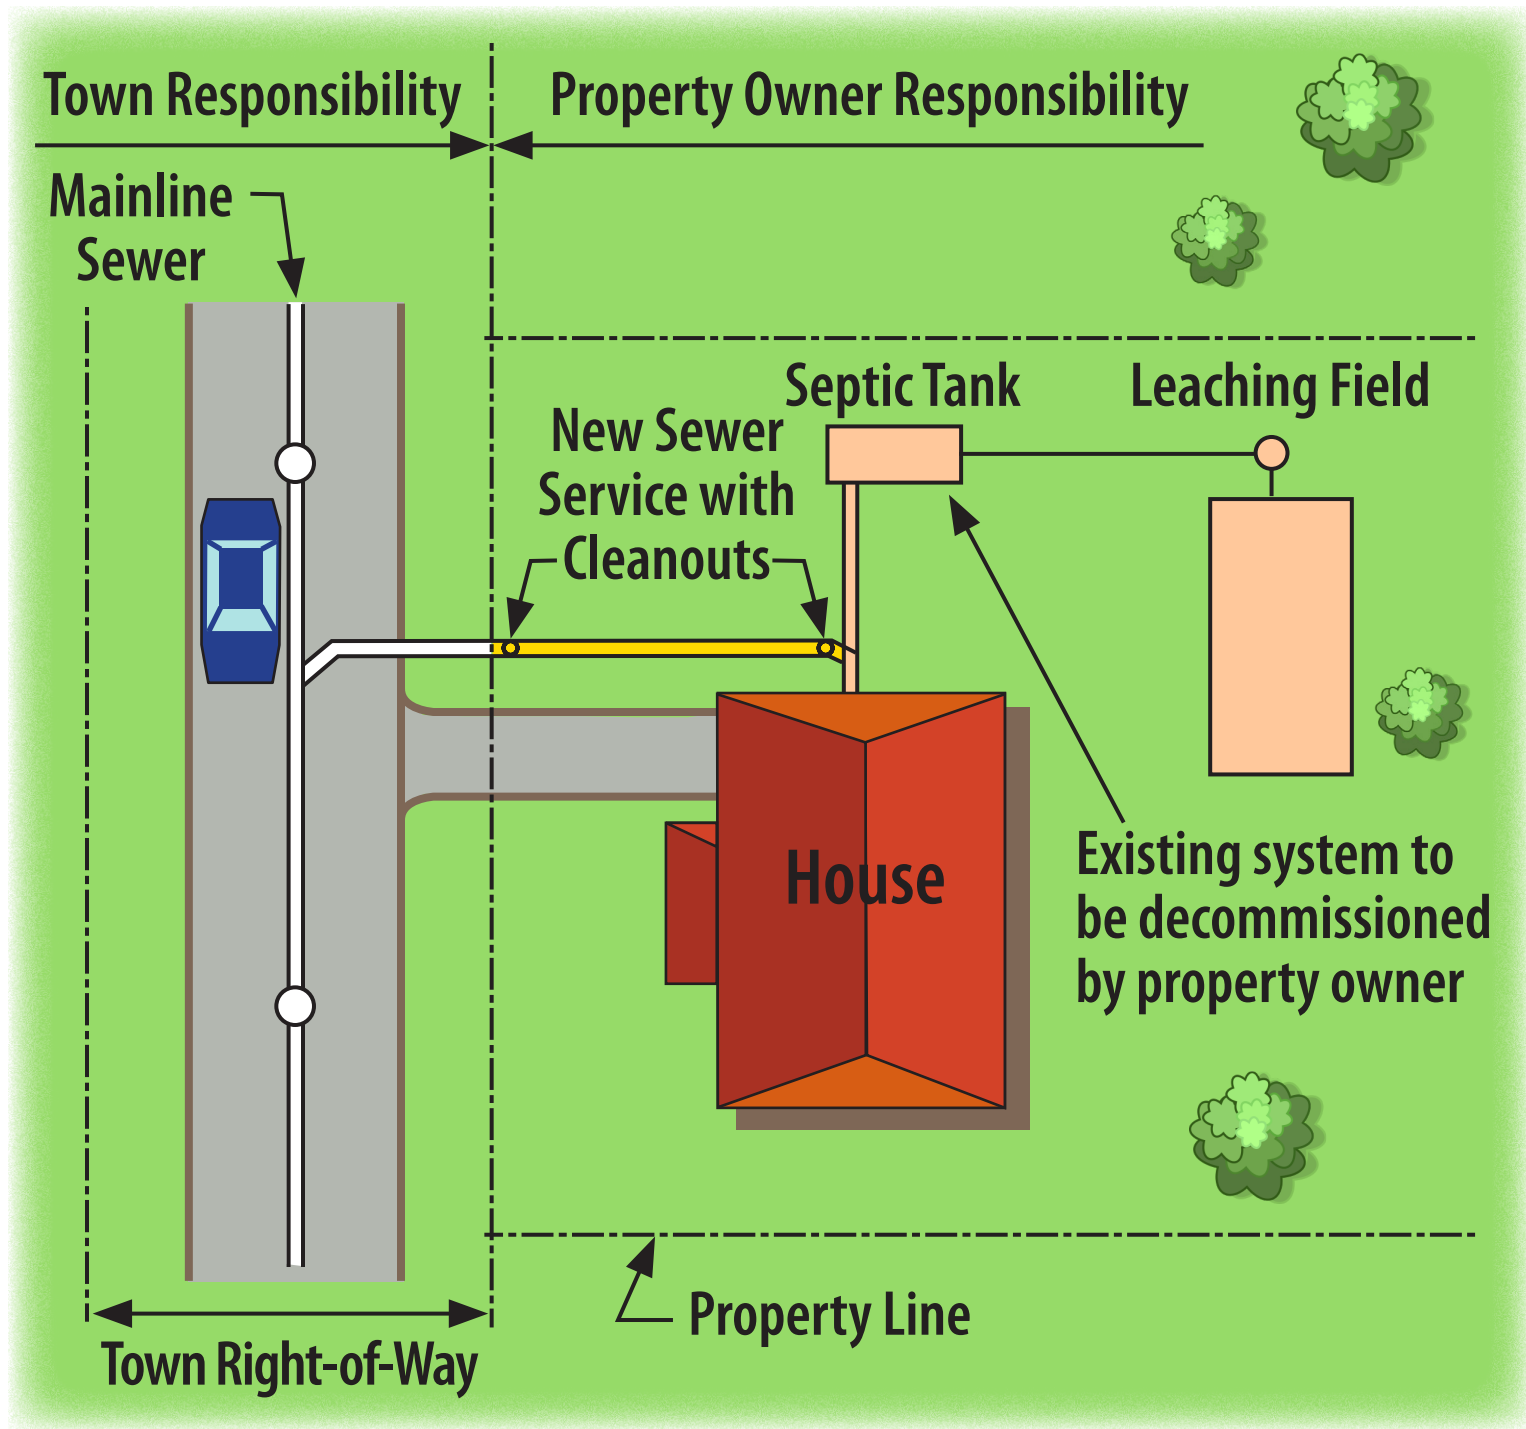 Town Responsibility
Property Owner Responsibility
Mainline
Sewer
Septic Tank
Leaching Field
New Sewer
Service with
Cleanouts
House
Existing system to
be decommissioned
by property owner
Property Line
Town Right-of-Way